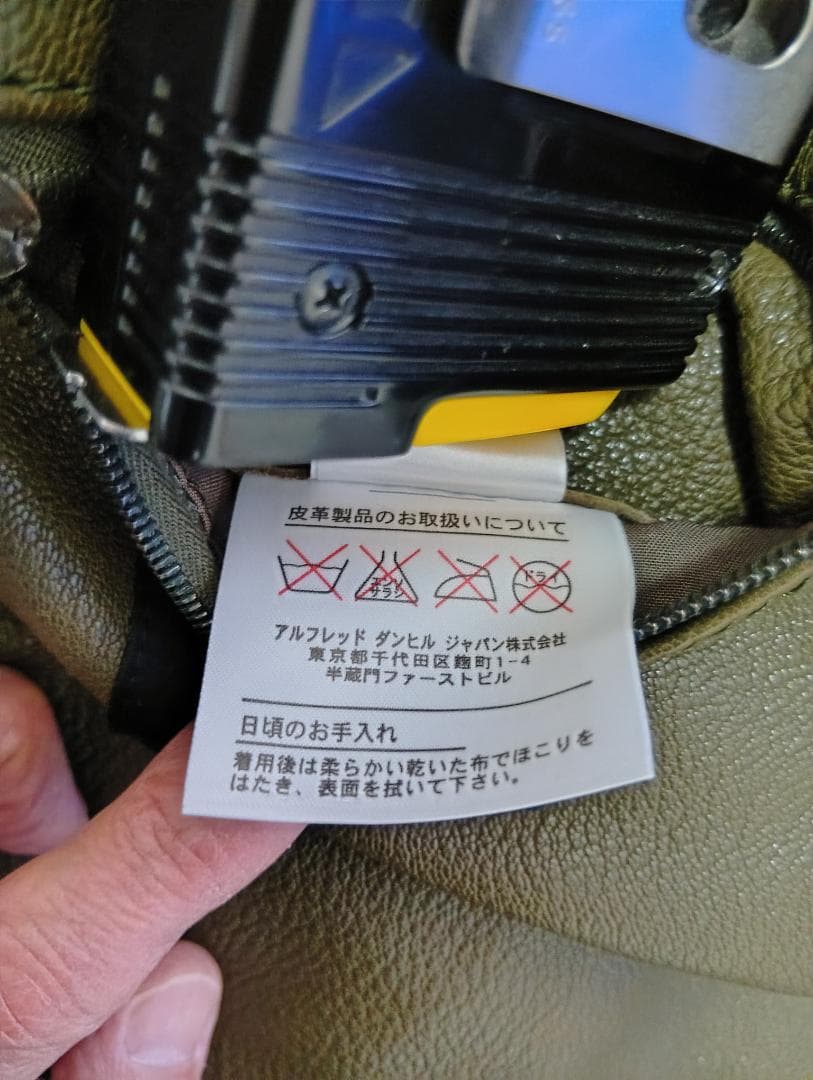 皮革製品のお取扱いについて
エンソ
サラシ
ドライ
アルフレッド ダンヒル ジャパン株式会社
東京都千代田区麹町1-4
半蔵門ファーストビル
日頃のお手入れ
着用後は柔らかい乾いた布でほこりを
はたき、表面を拭いて下さい。